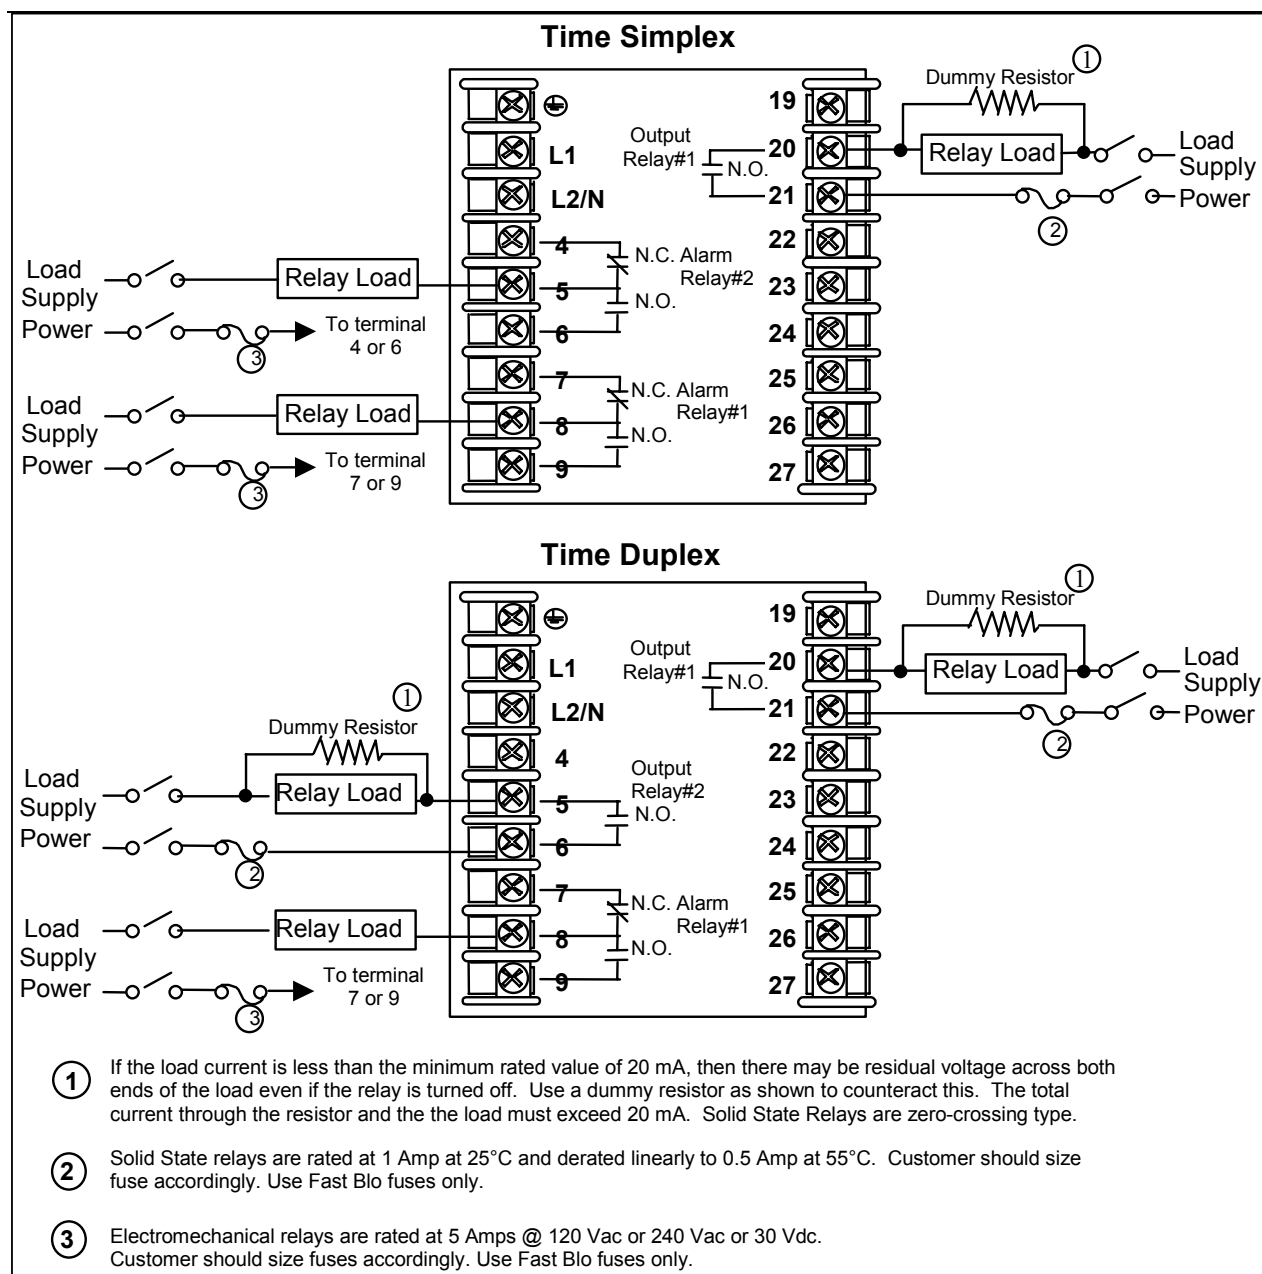 Time Simplex
1
Dummy Resistor
19
L1
Output
Relay#1
N.O.
20
Relay Load
Load
Supply
L2/N
21
Power
2
4
N.C. Alarm
Relay#2
22
Load
Supply
Relay Load
5
N.O.
23
Power
3
To terminal
4 or 6
6
24
7
N.C. Alarm
Relay#1
25
Load
Supply
Relay Load
8
N.O.
26
Power
3
To terminal
7 or 9
9
27
Time Duplex
1
Dummy Resistor
19
L1
Output
Relay#1
N.O.
20
Relay Load
Load
Supply
1
Dummy Resistor
L2/N
21
Power
2
4
Output
Relay#2
22
Load
Supply
Relay Load
5
N.O.
23
Power
2
6
24
7
N.C. Alarm
Relay#1
25
Load
Supply
Relay Load
8
N.O.
26
Power
3
To terminal
7 or 9
9
27
1 If the load current is less than the minimum rated value of 20 mA, then there may be residual voltage across both
ends of the load even if the relay is turned off. Use a dummy resistor as shown to counteract this. The total
current through the resistor and the the load must exceed 20 mA. Solid State Relays are zero-crossing type.
2 Solid State relays are rated at 1 Amp at 25°C and derated linearly to 0.5 Amp at 55°C. Customer should size
fuse accordingly. Use Fast Blo fuses only.
3 Electromechanical relays are rated at 5 Amps @ 120 Vac or 240 Vac or 30 Vdc.
Customer should size fuses accordingly. Use Fast Blo fuses only.